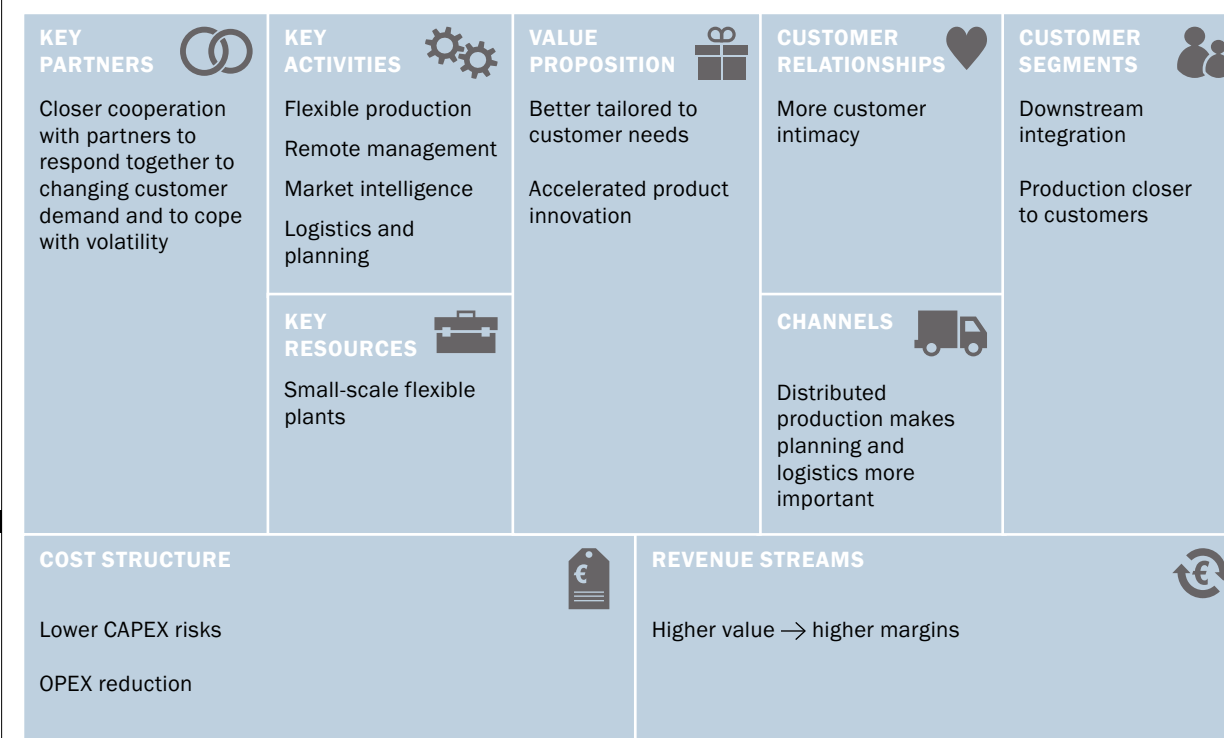 KEY
PARTNERS
Closer cooperation
with partners to
respond together to
changing customer
demand and to cope
with volatility
KEY
ACTIVITIES
Flexible production
Remote management
Market intelligence
Logistics and
planning
KEY
RESOURCES
Small-scale flexible
plants
VALUE
PROPOSITION
Better tailored to
customer needs
Accelerated product
innovation
CUSTOMER
RELATIONSHIPS
More customer
intimacy
CHANNELS
Distributed
production makes
planning and
logistics more
important
CUSTOMER
SEGMENTS
Downstream
integration
Production closer
to customers
COST STRUCTURE
€
Lower CAPEX risks
OPEX reduction
REVENUE STREAMS
€
Higher value → higher margins